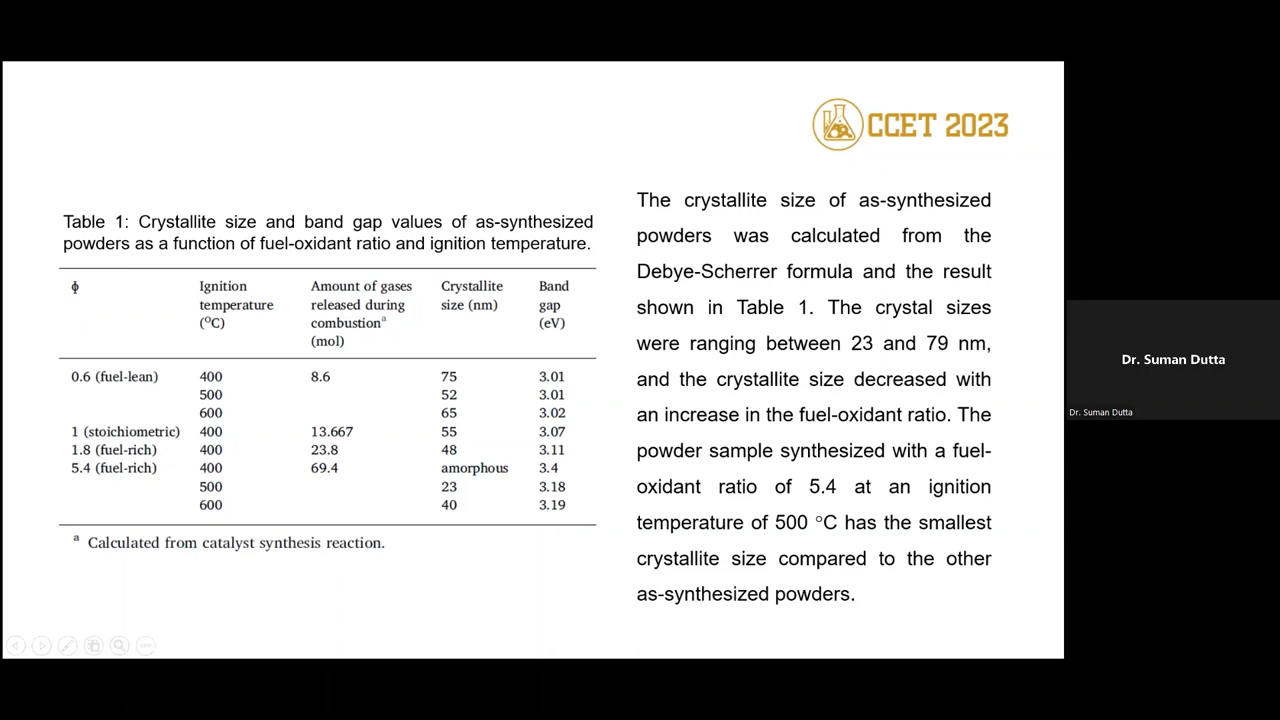 CCET 2023
Table 1: Crystallite size and band gap values of as-synthesized
powders as a function of fuel-oxidant ratio and ignition temperature.
ϕ Ignition temperature (°C) Amount of gases released during combustionª (mol) Crystallite size (nm) Band gap (eV)
0.6 (fuel-lean) 400 8.6 75 3.01
500 52 3.01
600 65 3.02
1 (stoichiometric) 400 13.667 55 3.07
1.8 (fuel-rich) 400 23.8 48 3.11
5.4 (fuel-rich) 400 69.4 amorphous 3.4
500 23 3.18
600 40 3.19
ª Calculated from catalyst synthesis reaction.
The crystallite size of as-synthesized
powders was calculated from the
Debye-Scherrer formula and the result
shown in Table 1. The crystal sizes
were ranging between 23 and 79 nm,
and the crystallite size decreased with
an increase in the fuel-oxidant ratio. The
powder sample synthesized with a fuel-
oxidant ratio of 5.4 at an ignition
temperature of 500 °C has the smallest
crystallite size compared to the other
as-synthesized powders.
Dr. Suman Dutta
Dr. Suman Dutta